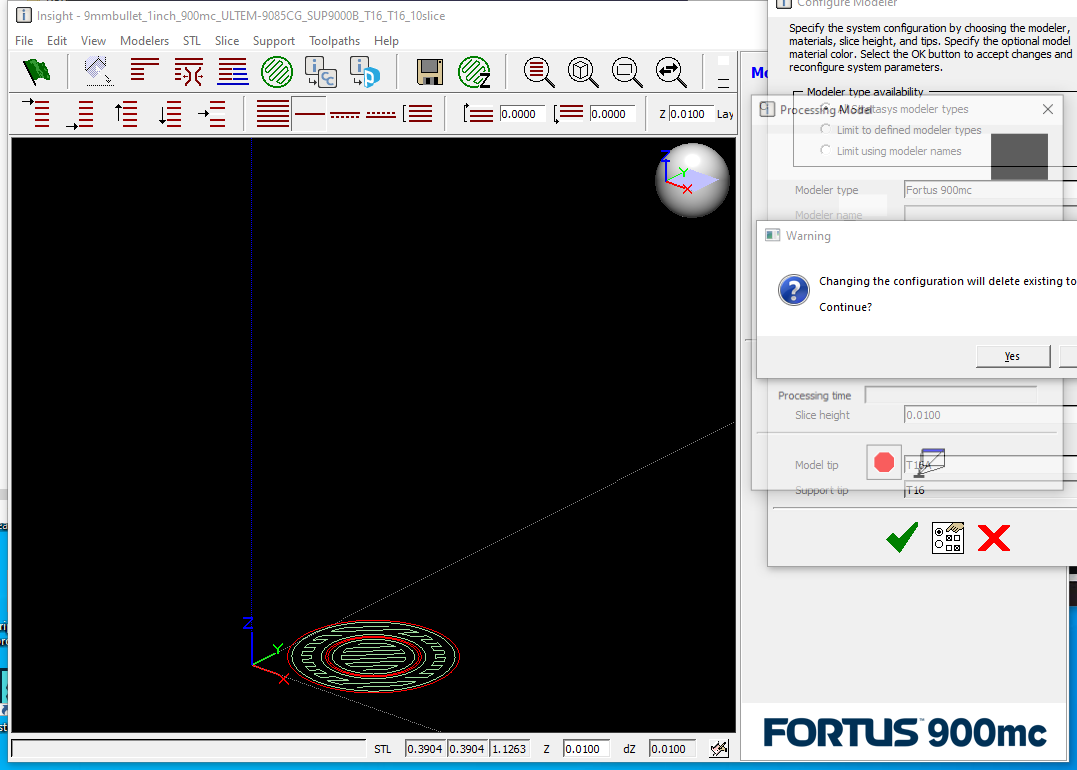 Insight - 9mmbullet_1inch_900mc_ULTEM-9085CG_SUP9000B_T16_T16_10slice
File Edit View Modelers STL Slice Support Toolpaths Help
0.0000 0.0000 Z 0.0100 Lay
Z
Y
X
Z
Y
X
STL 0.3904 0.3904 1.1263 Z 0.0100 dZ 0.0100
Configure Modeler
Specify the system configuration by choosing the modeler,
materials, slice height, and tips. Specify the optional model
material color. Select the OK button to accept changes and
reconfigure system parameters.
Mo
Modeler type availability
Processing Model
All Stratasys modeler types
Limit to defined modeler types
Limit using modeler names
Modeler type Fortus 900mc
Modeler name
Warning
Changing the configuration will delete existing to
Continue?
Yes
Processing time
Slice height 0.0100
Model tip T16A
Support tip T16
FORTUS 900mc